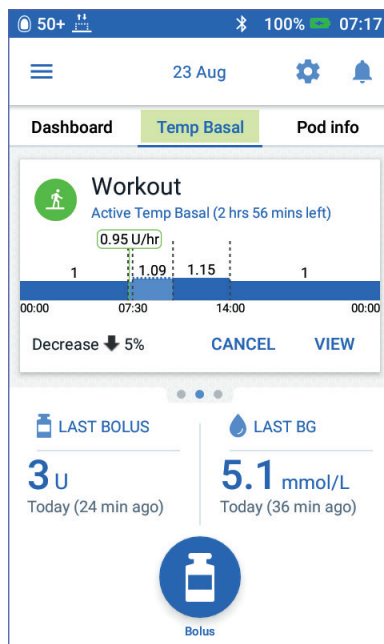 50+ 100% 07:17
23 Aug
Dashboard Temp Basal Pod info
Workout
Active Temp Basal (2 hrs 56 mins left)
0.95 U/hr
1 1.09 1.15 1
00:00 07:30 14:00 00:00
Decrease 5% CANCEL VIEW
LAST BOLUS LAST BG
3 U 5.1 mmol/L
Today (24 min ago) Today (36 min ago)
Bolus